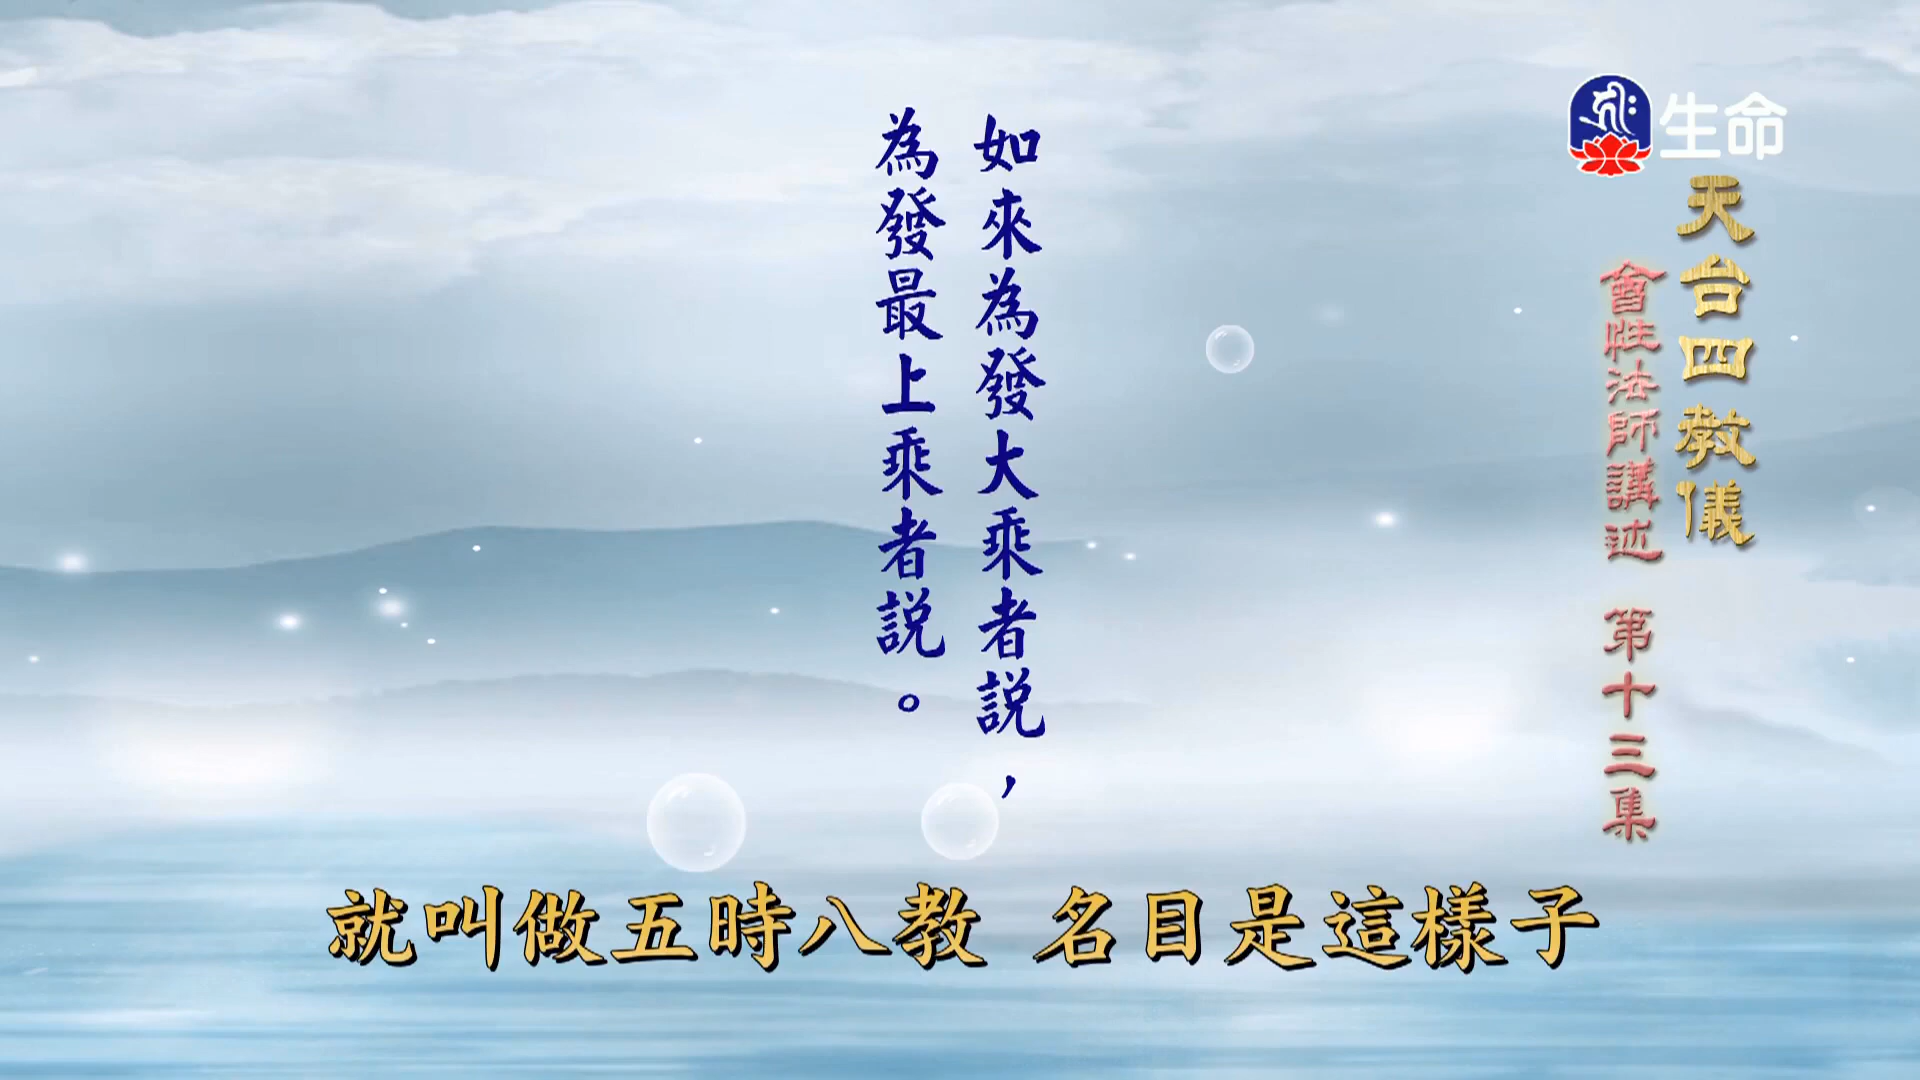 生命
天台四教儀
會性法師講述 第十三集
如來為發大乘者説，
為發最上乘者説。
就叫做五時八教 名目是這樣子